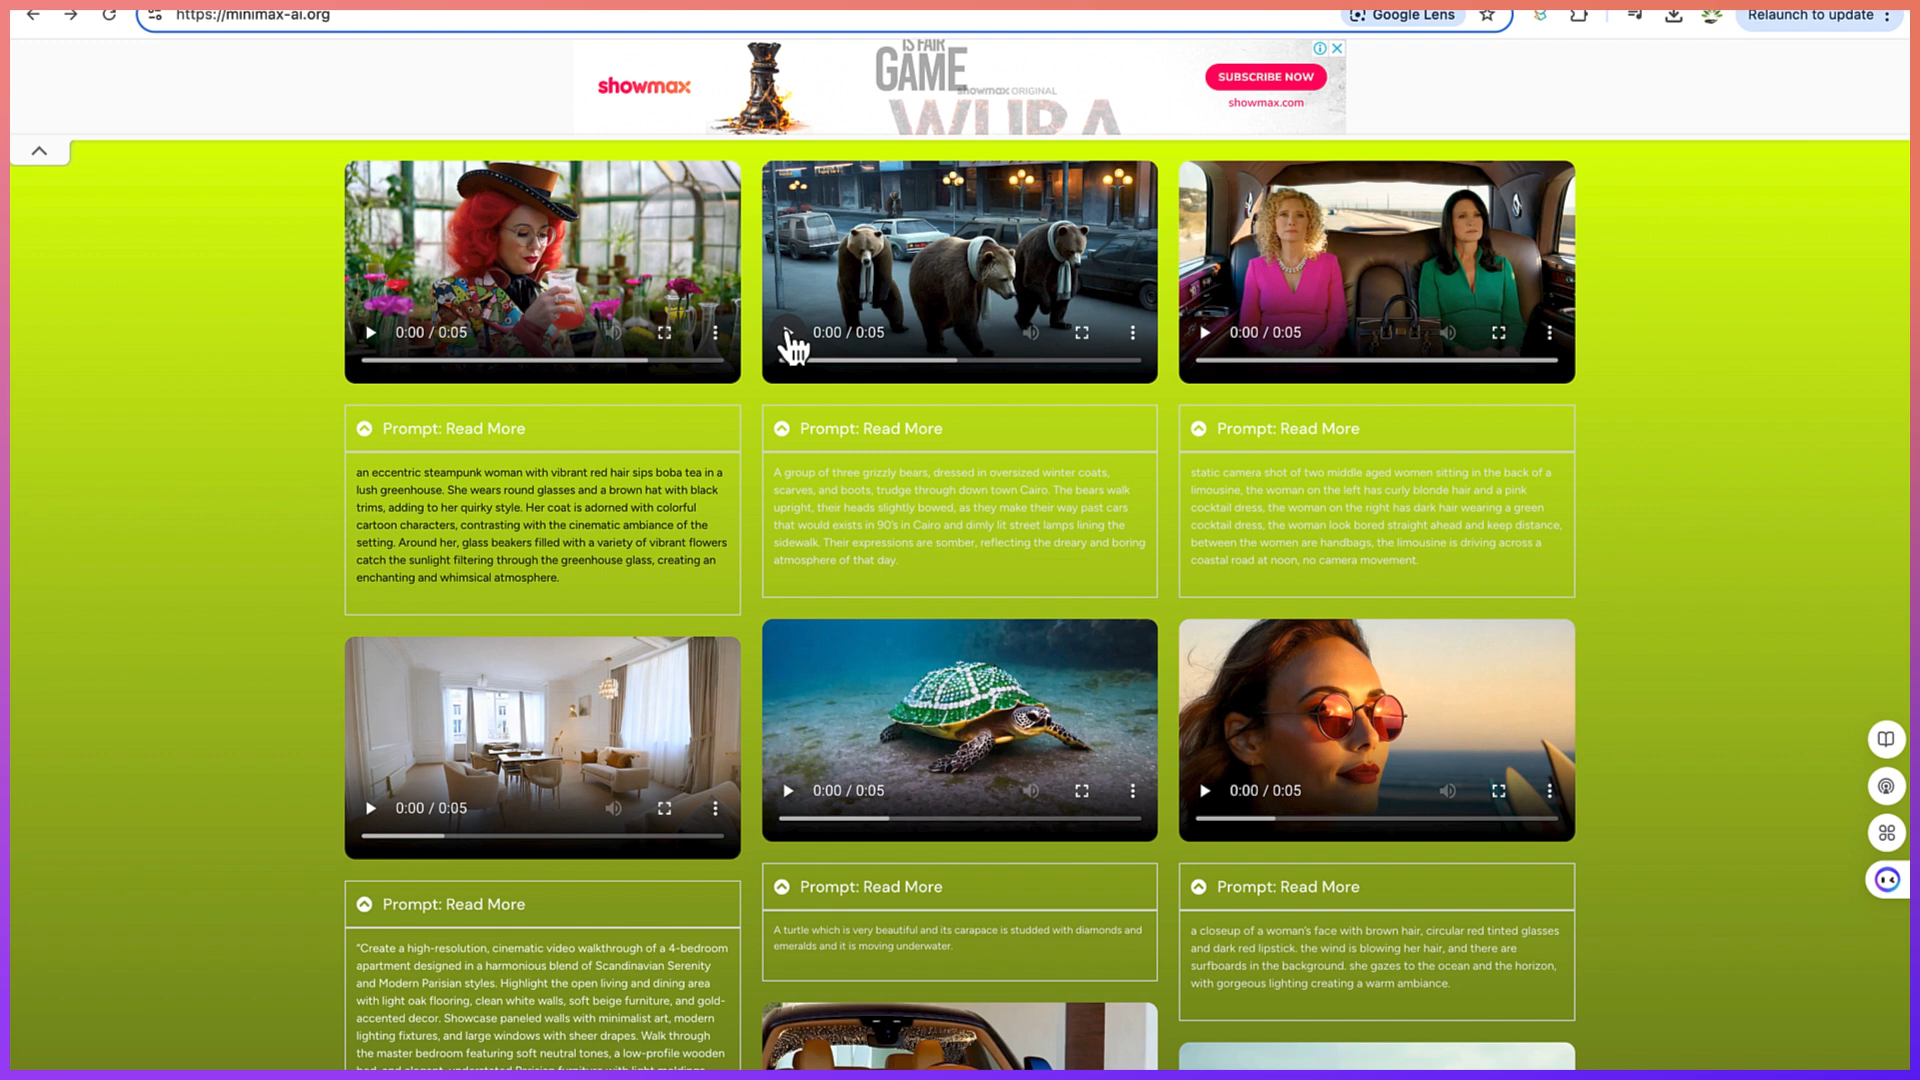 https://minimax-ai.org
Google Lens
Relaunch to update
showmax
IS FAIR
GAME
showmax ORIGINAL
WURA
SUBSCRIBE NOW
showmax.com
0:00 / 0:05
0:00 / 0:05
0:00 / 0:05
Prompt: Read More
an eccentric steampunk woman with vibrant red hair sips boba tea in a
lush greenhouse. She wears round glasses and a brown hat with black
trims, adding to her quirky style. Her coat is adorned with colorful
cartoon characters, contrasting with the cinematic ambiance of the
setting. Around her, glass beakers filled with a variety of vibrant flowers
catch the sunlight filtering through the greenhouse glass, creating an
enchanting and whimsical atmosphere.
Prompt: Read More
A group of three grizzly bears, dressed in oversized winter coats,
scarves, and boots, trudge through down town Cairo. The bears walk
upright, their heads slightly bowed, as they make their way past cars
that would exists in 90's in Cairo and dimly lit street lamps lining the
sidewalk. Their expressions are somber, reflecting the dreary and boring
atmosphere of that day.
Prompt: Read More
static camera shot of two middle aged women sitting in the back of a
limousine, the woman on the left has curly blonde hair and a pink
cocktail dress, the woman on the right has dark hair wearing a green
cocktail dress, the woman look bored straight ahead and keep distance,
between the women are handbags, the limousine is driving across a
coastal road at noon, no camera movement.
0:00 / 0:05
0:00 / 0:05
0:00 / 0:05
Prompt: Read More
"Create a high-resolution, cinematic video walkthrough of a 4-bedroom
apartment designed in a harmonious blend of Scandinavian Serenity
and Modern Parisian styles. Highlight the open living and dining area
with light oak flooring, clean white walls, soft beige furniture, and gold-
accented decor. Showcase paneled walls with minimalist art, modern
lighting fixtures, and large windows with sheer drapes. Walk through
the master bedroom featuring soft neutral tones, a low-profile wooden
bed, and elegant, understated Parisian furniture with light moldings
Prompt: Read More
A turtle which is very beautiful and its carapace is studded with diamonds and
emeralds and it is moving underwater.
Prompt: Read More
a closeup of a woman's face with brown hair, circular red tinted glasses
and dark red lipstick. the wind is blowing her hair, and there are
surfboards in the background. she gazes to the ocean and the horizon,
with gorgeous lighting creating a warm ambiance.